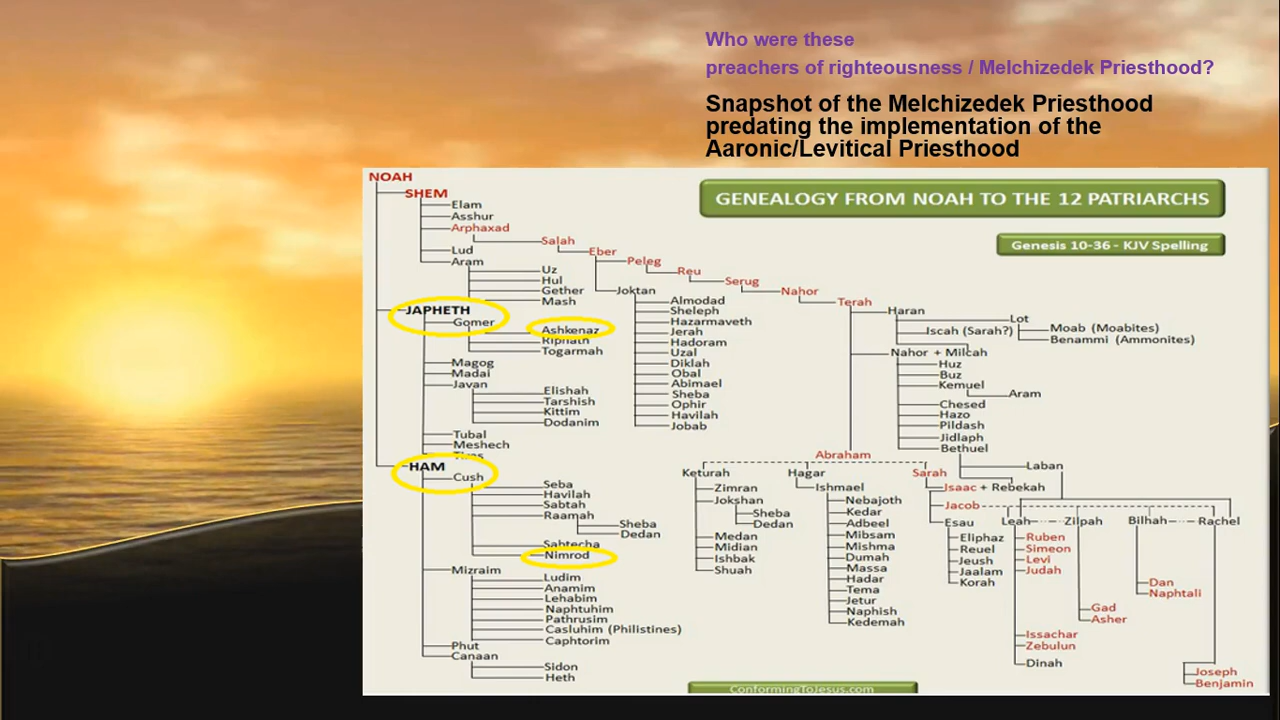 Who were these
preachers of righteousness / Melchizedek Priesthood?
Snapshot of the Melchizedek Priesthood
predating the implementation of the
Aaronic/Levitical Priesthood
GENEALOGY FROM NOAH TO THE 12 PATRIARCHS
Genesis 10-36 - KJV Spelling
NOAH
SHEM
Elam
Asshur
Arphaxad
Salah
Eber
Peleg
Reu
Serug
Nahor
Terah
Lud
Aram
Uz
Hul
Gether
Mash
Joktan
Almodad
Sheleph
Hazarmaveth
Jerah
Hadoram
Uzal
Diklah
Obal
Abimael
Sheba
Ophir
Havilah
Jobab
Haran
Lot
Iscah (Sarah?)
Moab (Moabites)
Benammi (Ammonites)
Nahor + Milcah
Huz
Buz
Kemuel
Aram
Chesed
Hazo
Pildash
Jidlaph
Bethuel
JAPHETH
Gomer
Ashkenaz
Riphath
Togarmah
Magog
Madai
Javan
Elishah
Tarshish
Kittim
Dodanim
Tubal
Meshech
Tiras
HAM
Cush
Seba
Havilah
Sabtah
Raamah
Sheba
Dedan
Sabtecha
Nimrod
Mizraim
Ludim
Anamim
Lehabim
Naphtuhim
Pathrusim
Casluhim (Philistines)
Caphtorim
Phut
Canaan
Sidon
Heth
Abraham
Keturah
Zimran
Jokshan
Sheba
Dedan
Medan
Midian
Ishbak
Shuah
Hagar
Ishmael
Nebajoth
Kedar
Adbeel
Mibsam
Mishma
Dumah
Massa
Hadar
Tema
Jetur
Naphish
Kedemah
Sarah
Isaac + Rebekah
Laban
Jacob
Esau
Eliphaz
Reuel
Jeush
Jaalam
Korah
Leah
Zilpah
Bilhah
Rachel
Ruben
Simeon
Levi
Judah
Dan
Naphtali
Gad
Asher
Issachar
Zebulun
Dinah
Joseph
Benjamin
ConformingToJesus.com